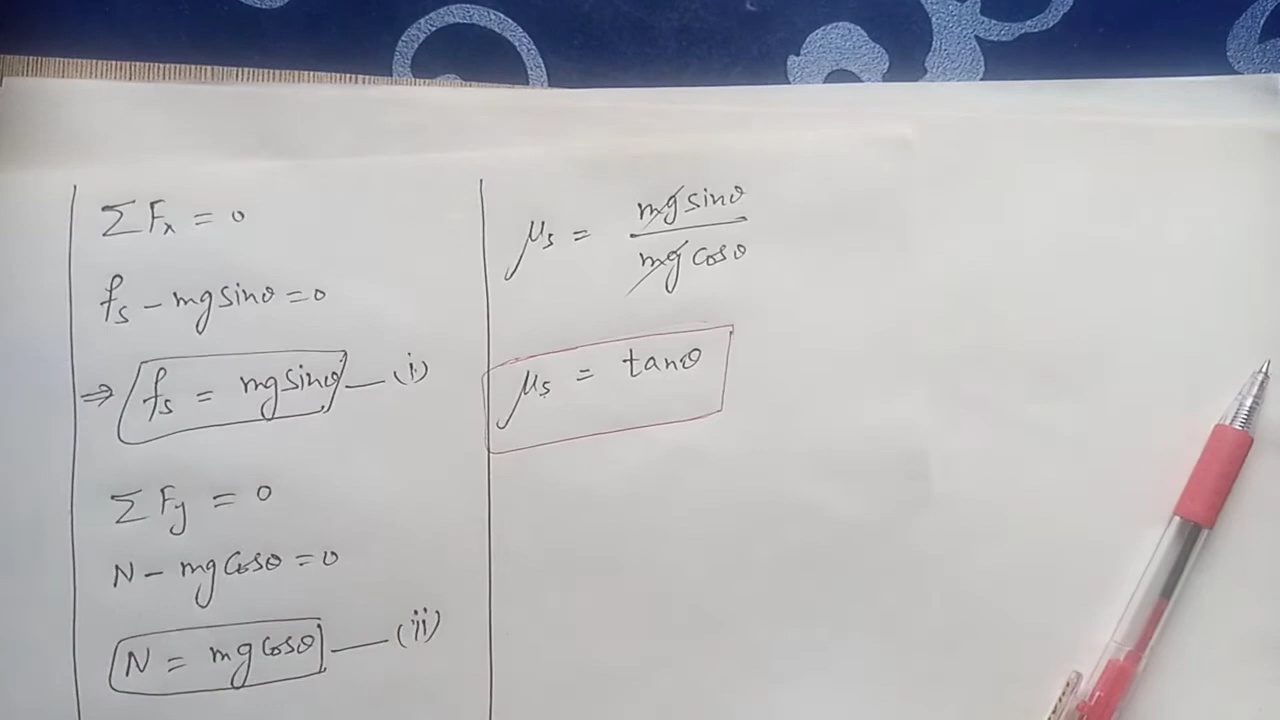 ΣFx = 0
fs - mg sinθ = 0
⇒ fs = mg sinθ — (i)
ΣFy = 0
N - mg cosθ = 0
N = mg cosθ — (ii)
μs = mg sinθ / mg cosθ
μs = tanθ